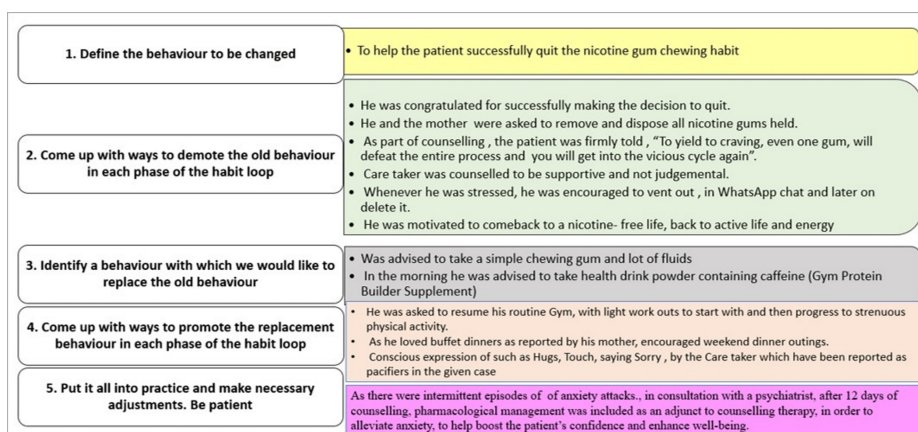 1. Define the behaviour to be changed
• To help the patient successfully quit the nicotine gum chewing habit
2. Come up with ways to demote the old behaviour
in each phase of the habit loop
• He was congratulated for successfully making the decision to quit.
• He and the mother were asked to remove and dispose all nicotine gums held.
• As part of counselling , the patient was firmly told , “To yield to craving, even one gum, will
defeat the entire process and you will get into the vicious cycle again”.
• Care taker was counselled to be supportive and not judgemental.
• Whenever he was stressed, he was encouraged to vent out , in WhatsApp chat and later on
delete it.
• He was motivated to comeback to a nicotine- free life, back to active life and energy
3. Identify a behaviour with which we would like to
replace the old behaviour
• Was advised to take a simple chewing gum and lot of fluids
• In the morning he was advised to take health drink powder containing caffeine (Gym Protein
Builder Supplement)
4. Come up with ways to promote the replacement
behaviour in each phase of the habit loop
• He was asked to resume his routine Gym, with light work outs to start with and then progress to strenuous
physical activity.
• As he loved buffet dinners as reported by his mother, encouraged weekend dinner outings.
• Conscious expression of such as Hugs, Touch, saying Sorry , by the Care taker which have been reported as
pacifiers in the given case
5. Put it all into practice and make necessary
adjustments. Be patient
As there were intermittent episodes of of anxiety attacks., in consultation with a psychiatrist, after 12 days of
counselling, pharmacological management was included as an adjunct to counselling therapy, in order to
alleviate anxiety, to help boost the patient’s confidence and enhance well-being.